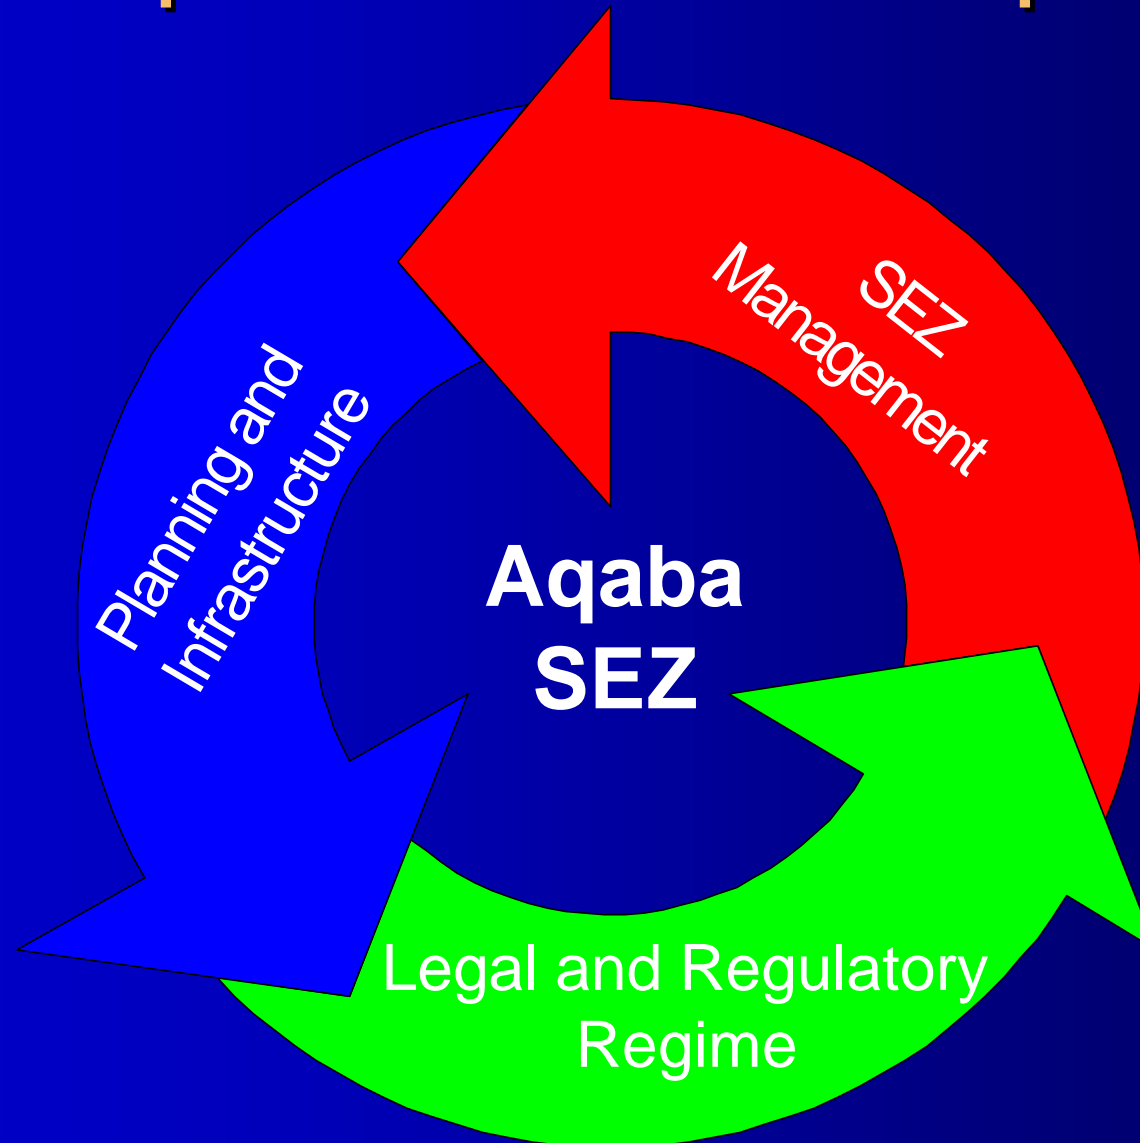 SEZ
Management
Planning and
Infrastructure
Aqaba
SEZ
Legal and Regulatory
Regime